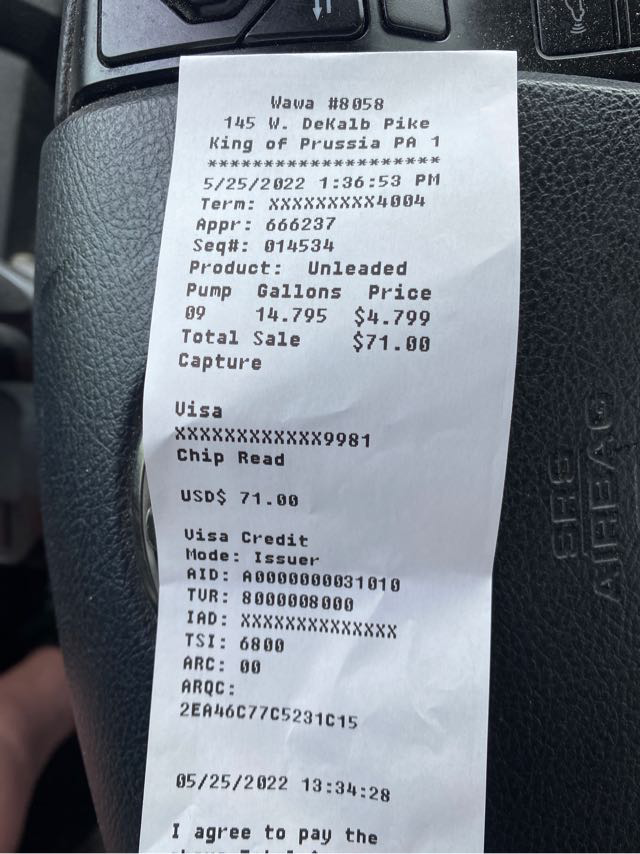 Wawa #8058
145 W. DeKalb Pike
King of Prussia PA 1
********************
5/25/2022 1:36:53 PM
Term: XXXXXXXXX4004
Appr: 666237
Seq#: 014534
Product: Unleaded
Pump Gallons Price
09 14.795 $4.799
Total Sale $71.00
Capture
Visa
XXXXXXXXXXXX9981
Chip Read
USD$ 71.00
Visa Credit
Mode: Issuer
AID: A0000000031010
TVR: 8000008000
IAD: XXXXXXXXXXXXXX
TSI: 6800
ARC: 00
ARQC:
2EA46C77C5231C15
05/25/2022 13:34:28
I agree to pay the
SRS
AIRBAG